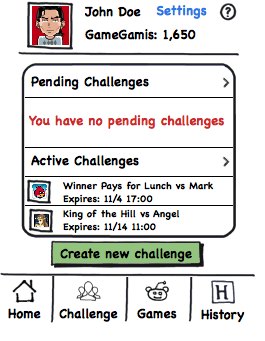 John Doe Settings ?
GameGamis: 1,650
Pending Challenges >
You have no pending challenges
Active Challenges >
Winner Pays for Lunch vs Mark
Expires: 11/4 17:00
King of the Hill vs Angel
Expires: 11/14 11:00
Create new challenge
H
Home Challenge Games History